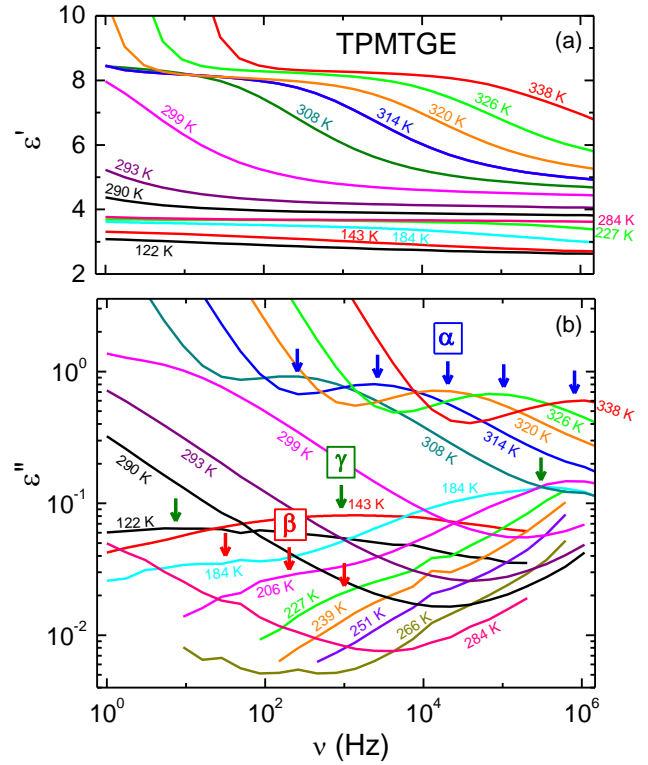 TPMTGE
(a)
10
8
6
4
2
ε'
338 K
326 K
320 K
314 K
308 K
299 K
293 K
290 K
284 K
227 K
184 K
143 K
122 K
(b)
α
10⁰
10⁻¹
10⁻²
ε"
338 K
326 K
320 K
314 K
308 K
299 K
293 K
290 K
γ
184 K
143 K
122 K
β
184 K
206 K
227 K
239 K
251 K
266 K
284 K
10⁰
10²
10⁴
10⁶
ν (Hz)